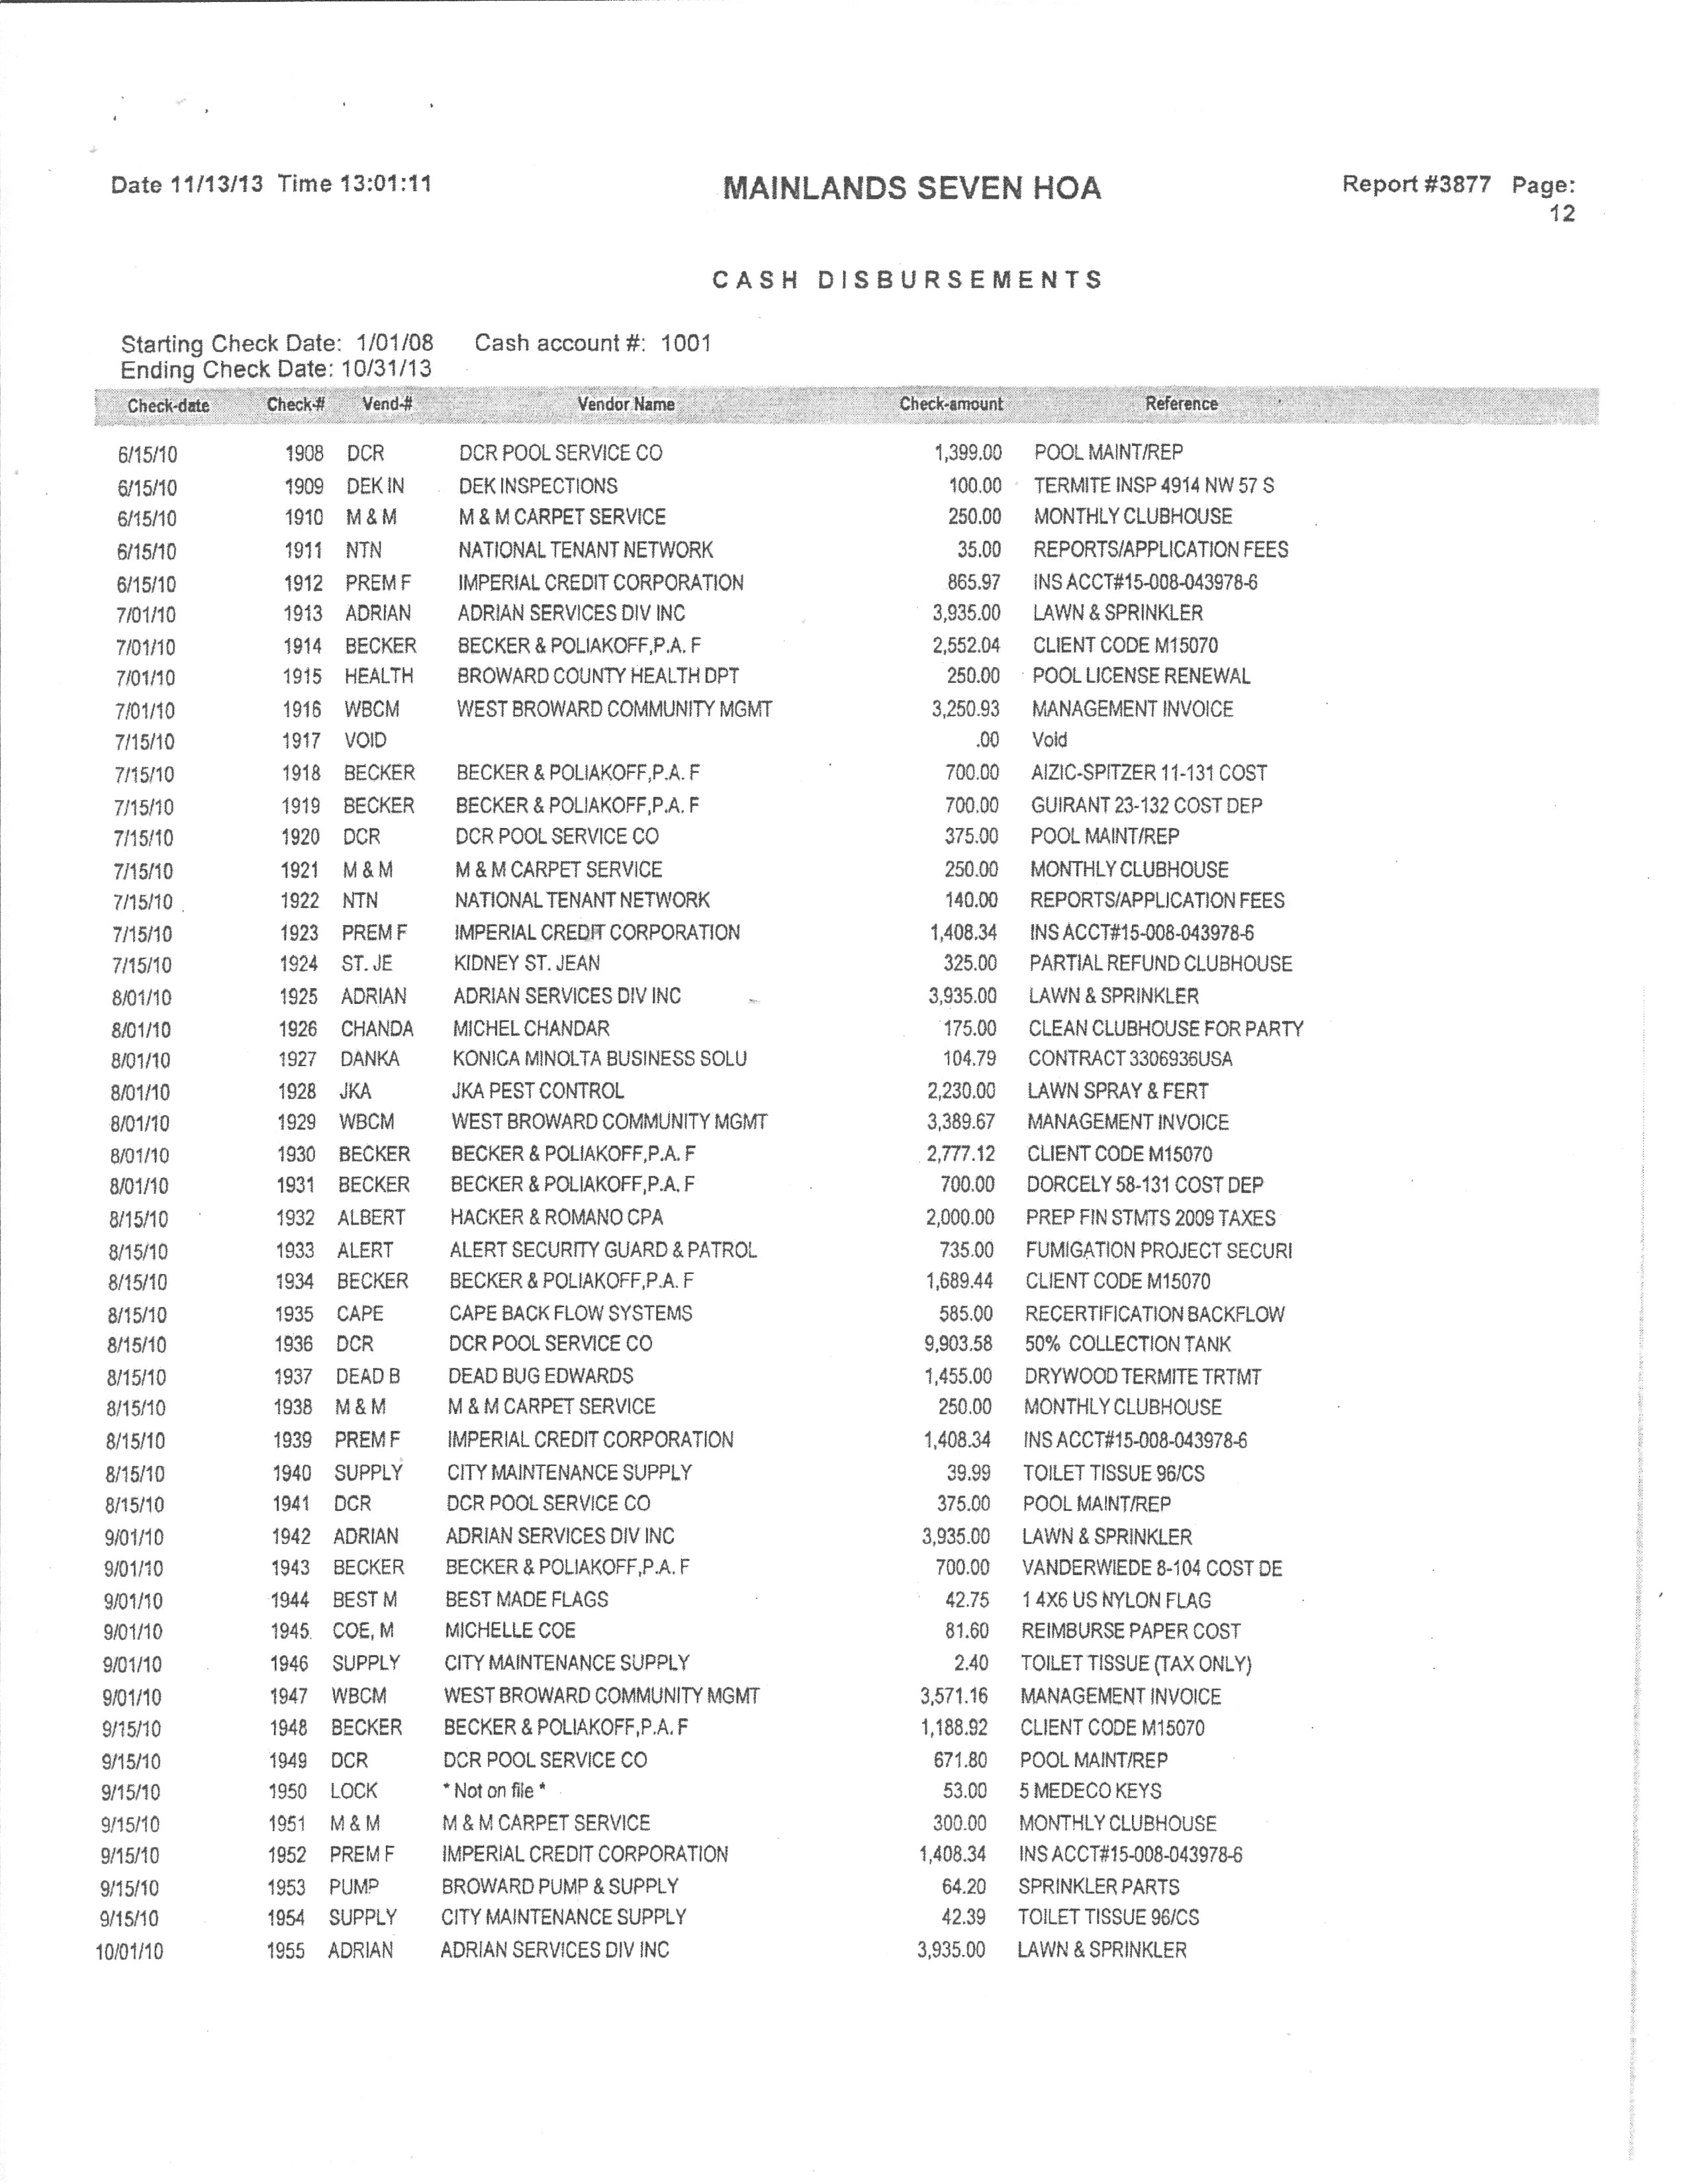 Date 11/13/13 Time 13:01:11 MAINLANDS SEVEN HOA Report #3877 Page:
12
CASH DISBURSEMENTS
Starting Check Date: 1/01/08 Cash account #: 1001
Ending Check Date: 10/31/13
Check-date Check-# Vend-# Vendor Name Check-amount Reference
6/15/10 1908 DCR DCR POOL SERVICE CO 1,399.00 POOL MAINT/REP
6/15/10 1909 DEK IN DEK INSPECTIONS 100.00 TERMITE INSP 4914 NW 57 S
6/15/10 1910 M & M M & M CARPET SERVICE 250.00 MONTHLY CLUBHOUSE
6/15/10 1911 NTN NATIONAL TENANT NETWORK 35.00 REPORTS/APPLICATION FEES
6/15/10 1912 PREM F IMPERIAL CREDIT CORPORATION 865.97 INS ACCT#15-008-043978-6
7/01/10 1913 ADRIAN ADRIAN SERVICES DIV INC 3,935.00 LAWN & SPRINKLER
7/01/10 1914 BECKER BECKER & POLIAKOFF,P.A. F 2,552.04 CLIENT CODE M15070
7/01/10 1915 HEALTH BROWARD COUNTY HEALTH DPT 250.00 POOL LICENSE RENEWAL
7/01/10 1916 WBCM WEST BROWARD COMMUNITY MGMT 3,250.93 MANAGEMENT INVOICE
7/15/10 1917 VOID .00 Void
7/15/10 1918 BECKER BECKER & POLIAKOFF,P.A. F 700.00 AIZIC-SPITZER 11-131 COST
7/15/10 1919 BECKER BECKER & POLIAKOFF,P.A. F 700.00 GUIRANT 23-132 COST DEP
7/15/10 1920 DCR DCR POOL SERVICE CO 375.00 POOL MAINT/REP
7/15/10 1921 M & M M & M CARPET SERVICE 250.00 MONTHLY CLUBHOUSE
7/15/10 1922 NTN NATIONAL TENANT NETWORK 140.00 REPORTS/APPLICATION FEES
7/15/10 1923 PREM F IMPERIAL CREDIT CORPORATION 1,408.34 INS ACCT#15-008-043978-6
7/15/10 1924 ST. JE KIDNEY ST. JEAN 325.00 PARTIAL REFUND CLUBHOUSE
8/01/10 1925 ADRIAN ADRIAN SERVICES DIV INC 3,935.00 LAWN & SPRINKLER
8/01/10 1926 CHANDA MICHEL CHANDAR 175.00 CLEAN CLUBHOUSE FOR PARTY
8/01/10 1927 DANKA KONICA MINOLTA BUSINESS SOLU 104.79 CONTRACT 3306936USA
8/01/10 1928 JKA JKA PEST CONTROL 2,230.00 LAWN SPRAY & FERT
8/01/10 1929 WBCM WEST BROWARD COMMUNITY MGMT 3,389.67 MANAGEMENT INVOICE
8/01/10 1930 BECKER BECKER & POLIAKOFF,P.A. F 2,777.12 CLIENT CODE M15070
8/01/10 1931 BECKER BECKER & POLIAKOFF,P.A. F 700.00 DORCELY 58-131 COST DEP
8/15/10 1932 ALBERT HACKER & ROMANO CPA 2,000.00 PREP FIN STMTS 2009 TAXES
8/15/10 1933 ALERT ALERT SECURITY GUARD & PATROL 735.00 FUMIGATION PROJECT SECURI
8/15/10 1934 BECKER BECKER & POLIAKOFF,P.A. F 1,689.44 CLIENT CODE M15070
8/15/10 1935 CAPE CAPE BACK FLOW SYSTEMS 585.00 RECERTIFICATION BACKFLOW
8/15/10 1936 DCR DCR POOL SERVICE CO 9,903.58 50% COLLECTION TANK
8/15/10 1937 DEAD B DEAD BUG EDWARDS 1,455.00 DRYWOOD TERMITE TRTMT
8/15/10 1938 M & M M & M CARPET SERVICE 250.00 MONTHLY CLUBHOUSE
8/15/10 1939 PREM F IMPERIAL CREDIT CORPORATION 1,408.34 INS ACCT#15-008-043978-6
8/15/10 1940 SUPPLY CITY MAINTENANCE SUPPLY 39.99 TOILET TISSUE 96/CS
8/15/10 1941 DCR DCR POOL SERVICE CO 375.00 POOL MAINT/REP
9/01/10 1942 ADRIAN ADRIAN SERVICES DIV INC 3,935.00 LAWN & SPRINKLER
9/01/10 1943 BECKER BECKER & POLIAKOFF,P.A. F 700.00 VANDERWIEDE 8-104 COST DE
9/01/10 1944 BEST M BEST MADE FLAGS 42.75 1 4X6 US NYLON FLAG
9/01/10 1945 COE, M MICHELLE COE 81.60 REIMBURSE PAPER COST
9/01/10 1946 SUPPLY CITY MAINTENANCE SUPPLY 2.40 TOILET TISSUE (TAX ONLY)
9/01/10 1947 WBCM WEST BROWARD COMMUNITY MGMT 3,571.16 MANAGEMENT INVOICE
9/15/10 1948 BECKER BECKER & POLIAKOFF,P.A. F 1,188.92 CLIENT CODE M15070
9/15/10 1949 DCR DCR POOL SERVICE CO 671.80 POOL MAINT/REP
9/15/10 1950 LOCK * Not on file * 53.00 5 MEDECO KEYS
9/15/10 1951 M & M M & M CARPET SERVICE 300.00 MONTHLY CLUBHOUSE
9/15/10 1952 PREM F IMPERIAL CREDIT CORPORATION 1,408.34 INS ACCT#15-008-043978-6
9/15/10 1953 PUMP BROWARD PUMP & SUPPLY 64.20 SPRINKLER PARTS
9/15/10 1954 SUPPLY CITY MAINTENANCE SUPPLY 42.39 TOILET TISSUE 96/CS
10/01/10 1955 ADRIAN ADRIAN SERVICES DIV INC 3,935.00 LAWN & SPRINKLER